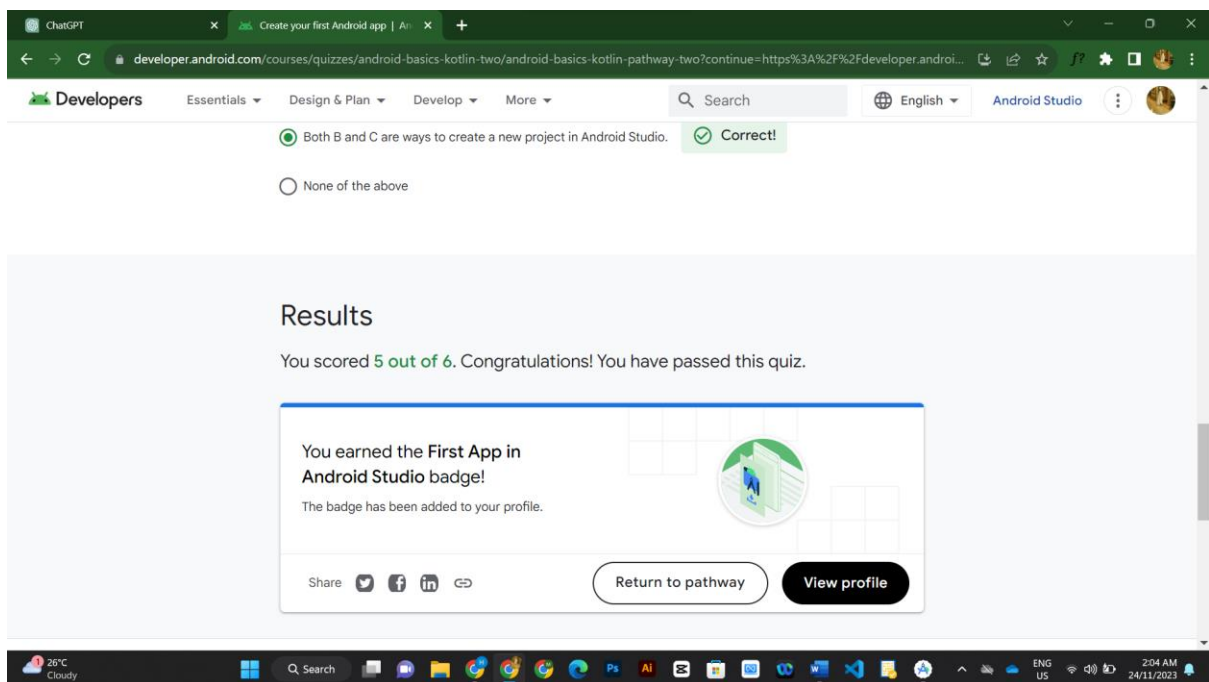 ChatGPT
Create your first Android app | An
developer.android.com/courses/quizzes/android-basics-kotlin-two/android-basics-kotlin-pathway-two?continue=https%3A%2F%2Fdeveloper.androi...
f?
Developers Essentials Design & Plan Develop More Search English Android Studio
Both B and C are ways to create a new project in Android Studio. Correct!
None of the above
Results
You scored 5 out of 6. Congratulations! You have passed this quiz.
You earned the First App in
Android Studio badge!
The badge has been added to your profile.
Share Return to pathway View profile
1 26°C
Cloudy
Search
Ps Ai
ENG
US
2:04 AM
24/11/2023